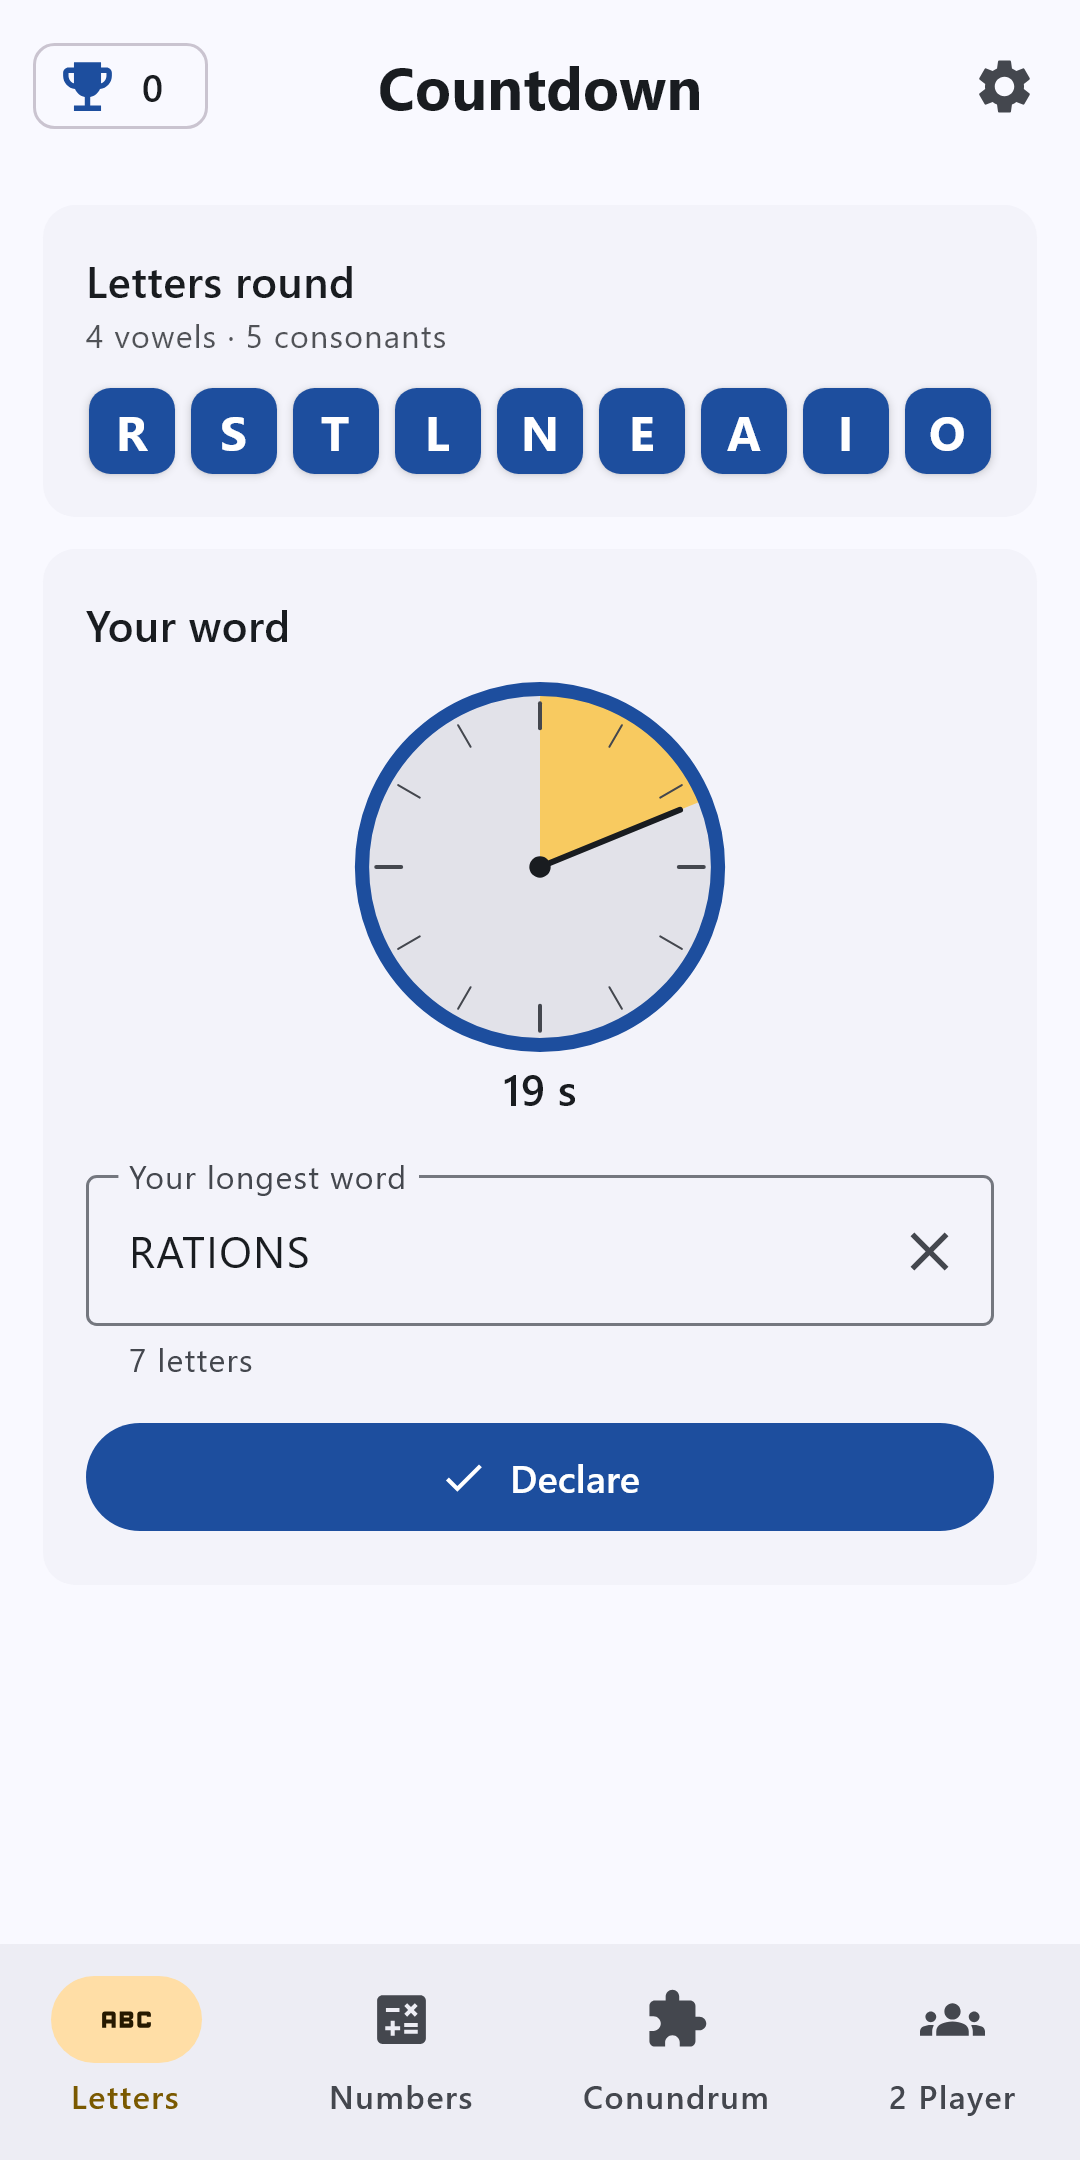 0
Countdown
Letters round
4 vowels · 5 consonants
R S T L N E A I O
Your word
19 s
Your longest word
RATIONS
7 letters
Declare
ABC
Letters
Numbers
Conundrum
2 Player